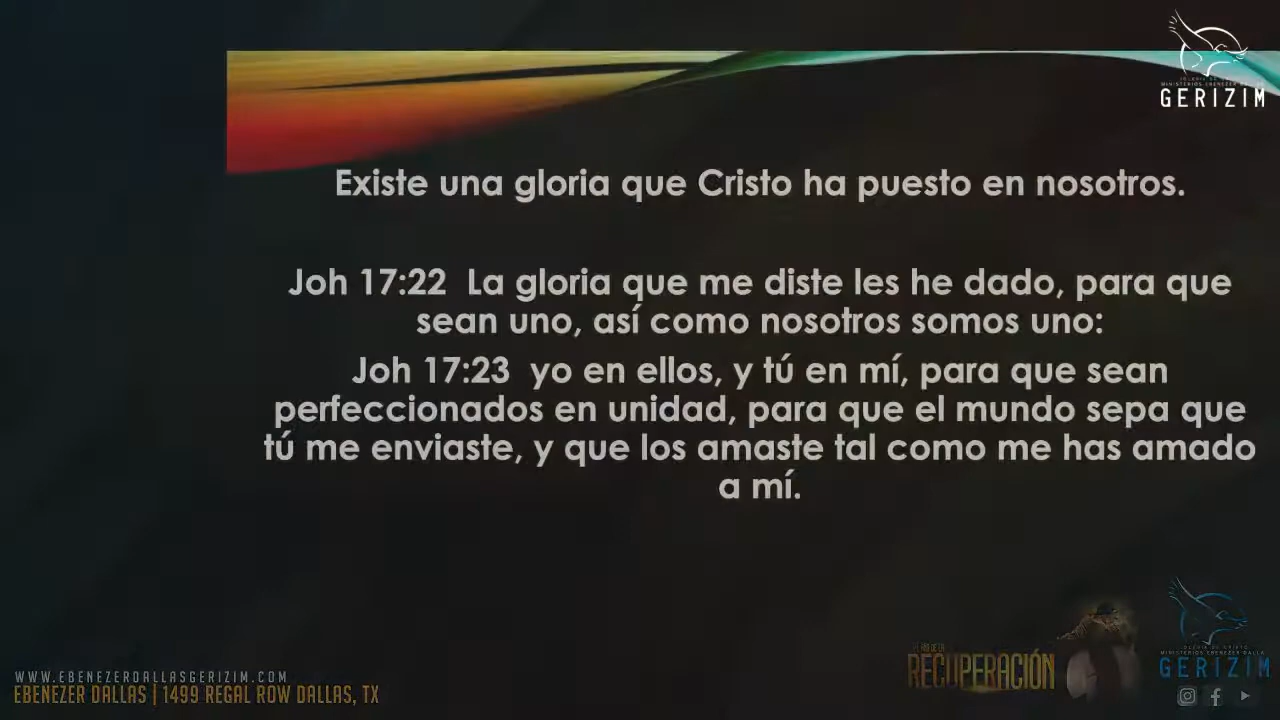 GERIZIM
Existe una gloria que Cristo ha puesto en nosotros.
Joh 17:22  La gloria que me diste les he dado, para que
sean uno, así como nosotros somos uno:
Joh 17:23  yo en ellos, y tú en mí, para que sean
perfeccionados en unidad, para que el mundo sepa que
tú me enviaste, y que los amaste tal como me has amado
a mí.
RECUPERACIÓN
GERIZIM
WWW.EBENEZERDALLASGERIZIM.COM
EBENEZER DALLAS | 1499 REGAL ROW DALLAS, TX